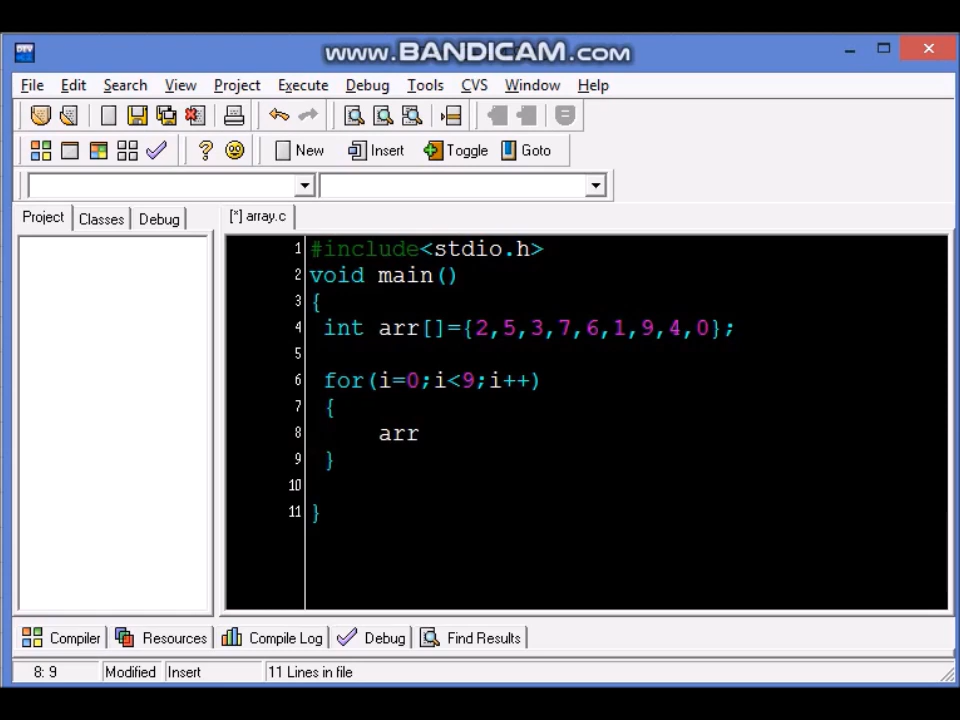 www.BANDICAM.com
DEV
File Edit Search View Project Execute Debug Tools CVS Window Help
New Insert Toggle Goto
Project Classes Debug [*] array.c
1 #include<stdio.h>
2 void main()
3 {
4 int arr[]={2,5,3,7,6,1,9,4,0};
5
6 for(i=0;i<9;i++)
7 {
8 arr
9 }
10
11 }
Compiler Resources Compile Log Debug Find Results
8: 9 Modified Insert 11 Lines in file